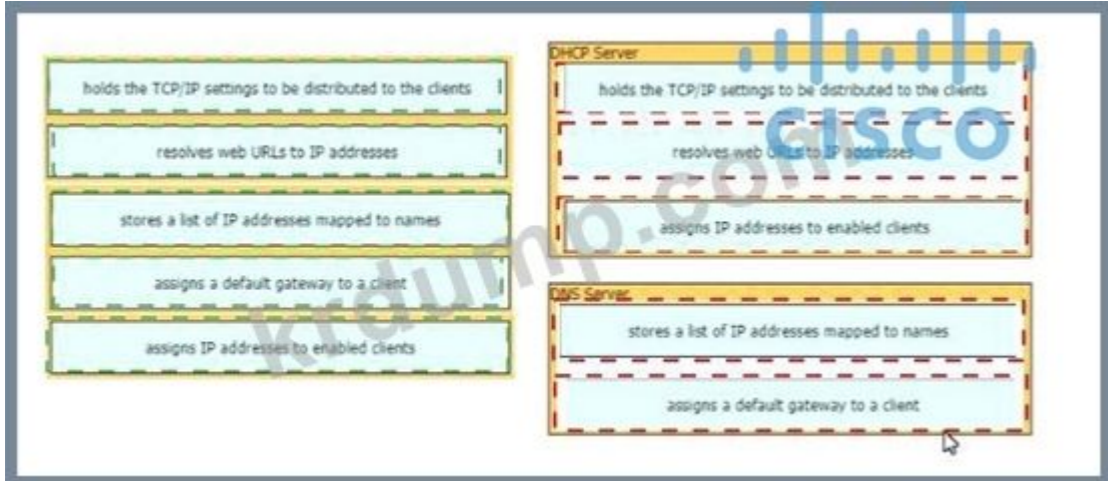 holds the TCP/IP settings to be distributed to the clients
resolves web URLs to IP addresses
stores a list of IP addresses mapped to names
assigns a default gateway to a client
assigns IP addresses to enabled clients
DHCP Server
holds the TCP/IP settings to be distributed to the clients
resolves web URLs to IP addresses
assigns IP addresses to enabled clients
DNS Server
stores a list of IP addresses mapped to names
assigns a default gateway to a client
CISCO
krdump.com